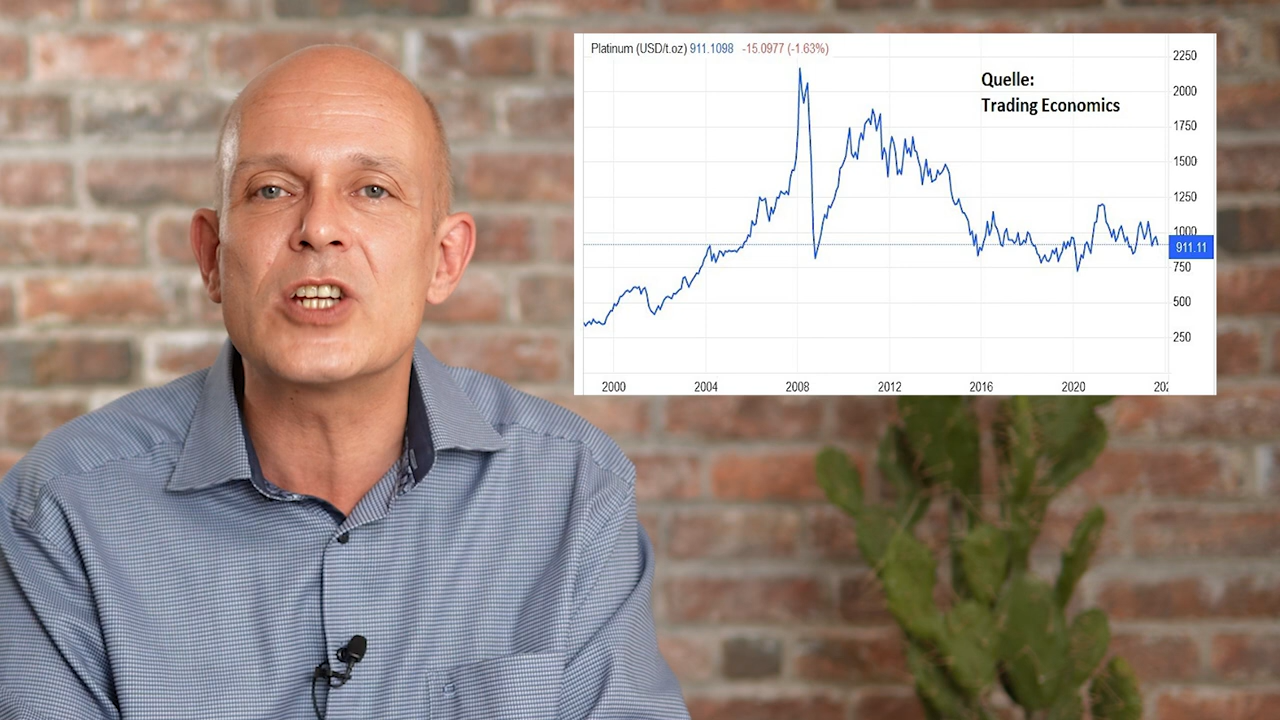 Platinum (USD/t.oz) 911.1098 -15.0977 (-1.63%)
Quelle:
Trading Economics
2250
2000
1750
1500
1250
1000
911.11
750
500
250
2000 2004 2008 2012 2016 2020 202